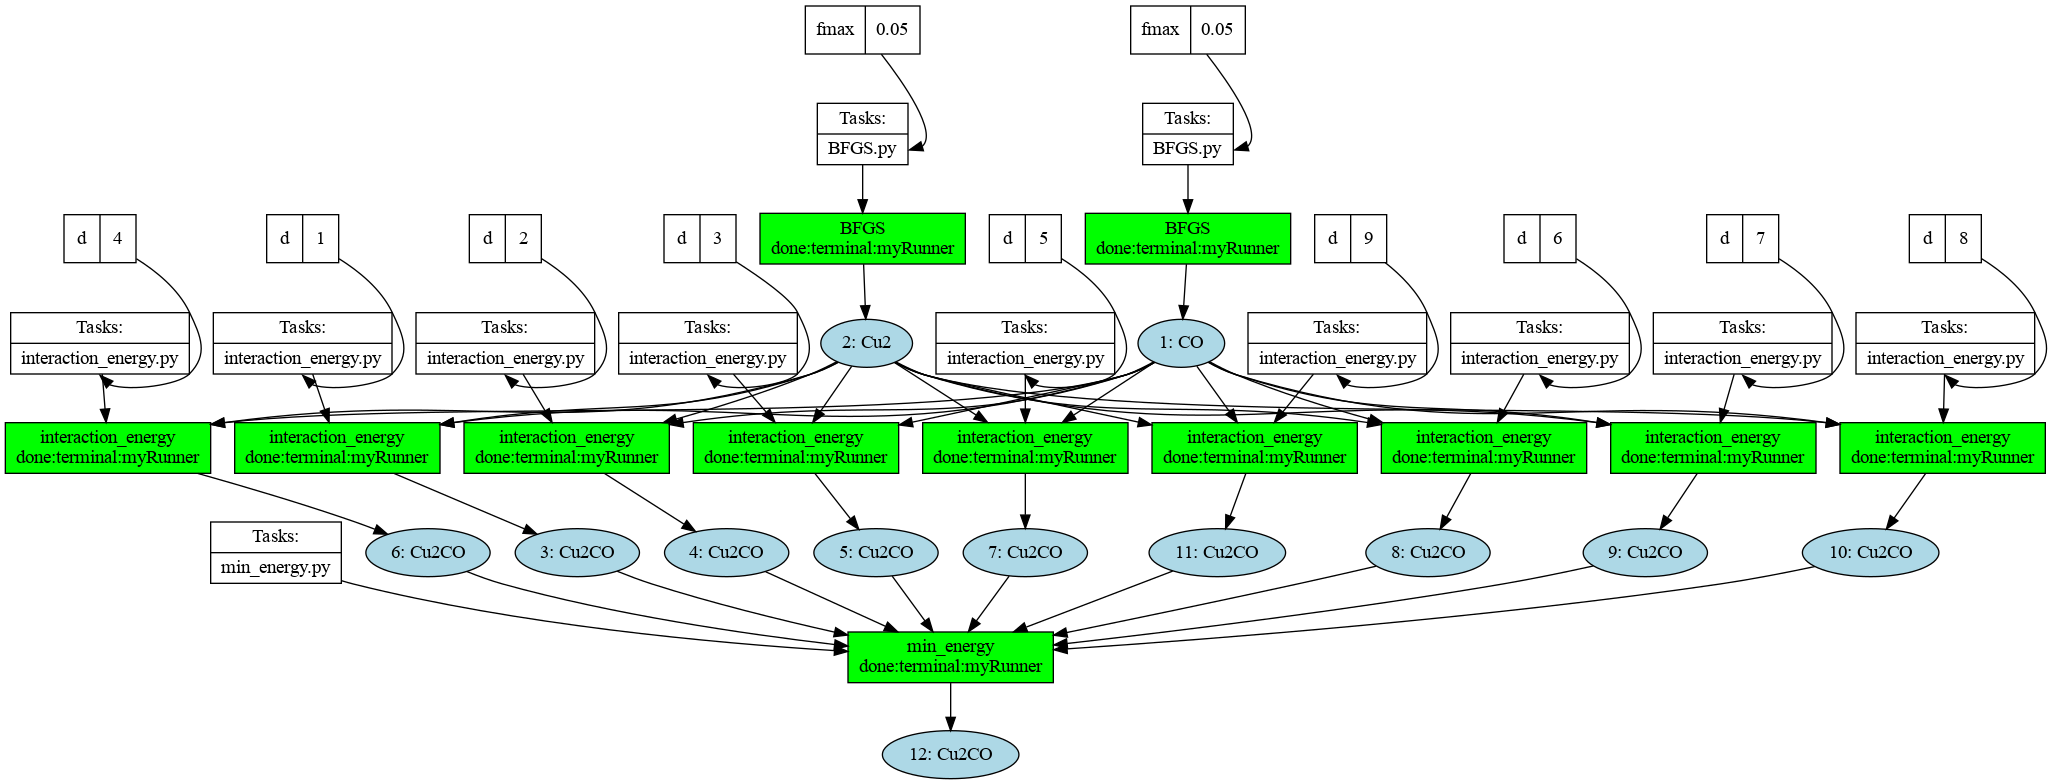 fmax 0.05
fmax 0.05
Tasks:
BFGS.py
Tasks:
BFGS.py
d 4
d 1
d 2
d 3
BFGS
done:terminal:myRunner
d 5
BFGS
done:terminal:myRunner
d 9
d 6
d 7
d 8
Tasks:
interaction_energy.py
Tasks:
interaction_energy.py
Tasks:
interaction_energy.py
Tasks:
interaction_energy.py
2: Cu2
Tasks:
interaction_energy.py
1: CO
Tasks:
interaction_energy.py
Tasks:
interaction_energy.py
Tasks:
interaction_energy.py
Tasks:
interaction_energy.py
interaction_energy
done:terminal:myRunner
interaction_energy
done:terminal:myRunner
interaction_energy
done:terminal:myRunner
interaction_energy
done:terminal:myRunner
interaction_energy
done:terminal:myRunner
interaction_energy
done:terminal:myRunner
interaction_energy
done:terminal:myRunner
interaction_energy
done:terminal:myRunner
interaction_energy
done:terminal:myRunner
Tasks:
min_energy.py
6: Cu2CO
3: Cu2CO
4: Cu2CO
5: Cu2CO
7: Cu2CO
11: Cu2CO
8: Cu2CO
9: Cu2CO
10: Cu2CO
min_energy
done:terminal:myRunner
12: Cu2CO